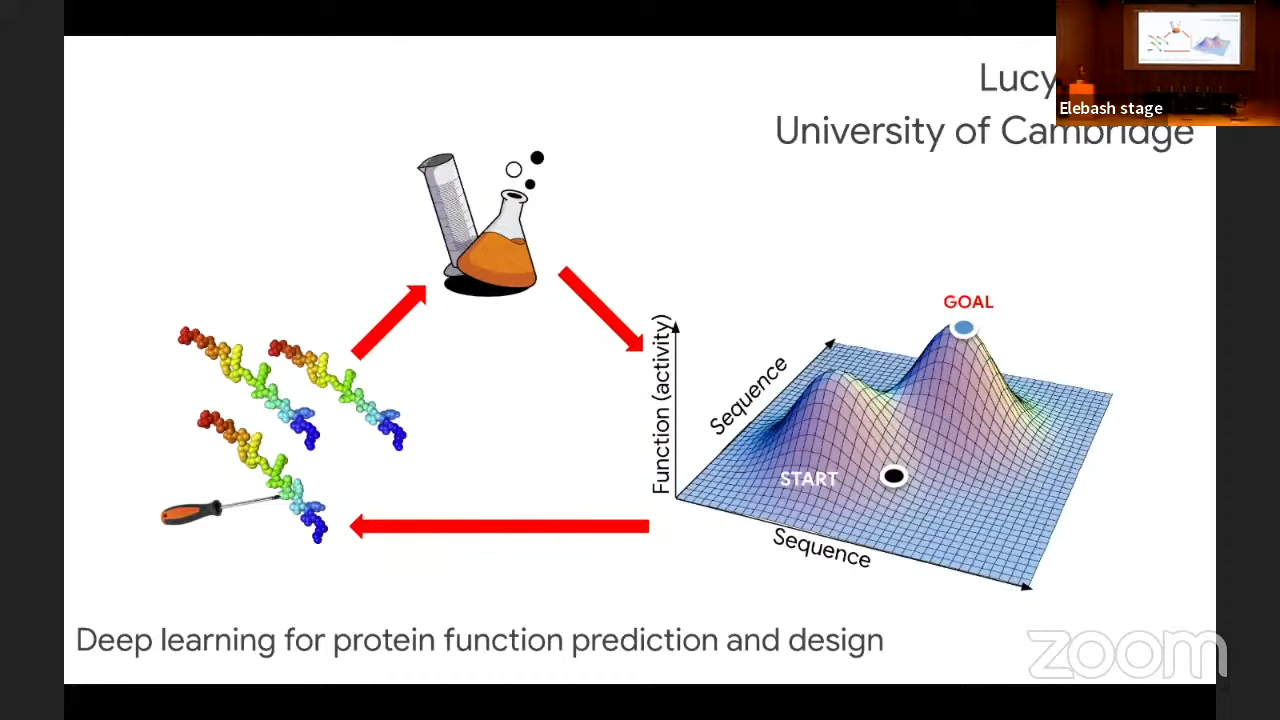 Lucy
University of Cambridge
Elebash stage
GOAL
Function (activity)
Sequence
START
Sequence
Deep learning for protein function prediction and design
zoom